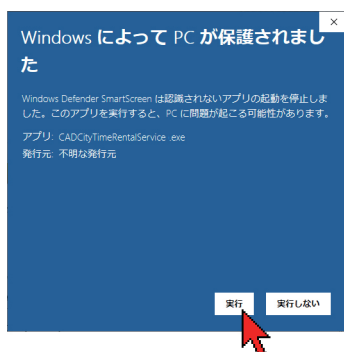 Windows によって PC が保護されまし
た
Windows Defender SmartScreen は認識されないアプリの起動を停止しま
した。このアプリを実行すると、PC に問題が起こる可能性があります。
アプリ: CADCityTimeRentalService .exe
発行元: 不明な発行元
実行
実行しない